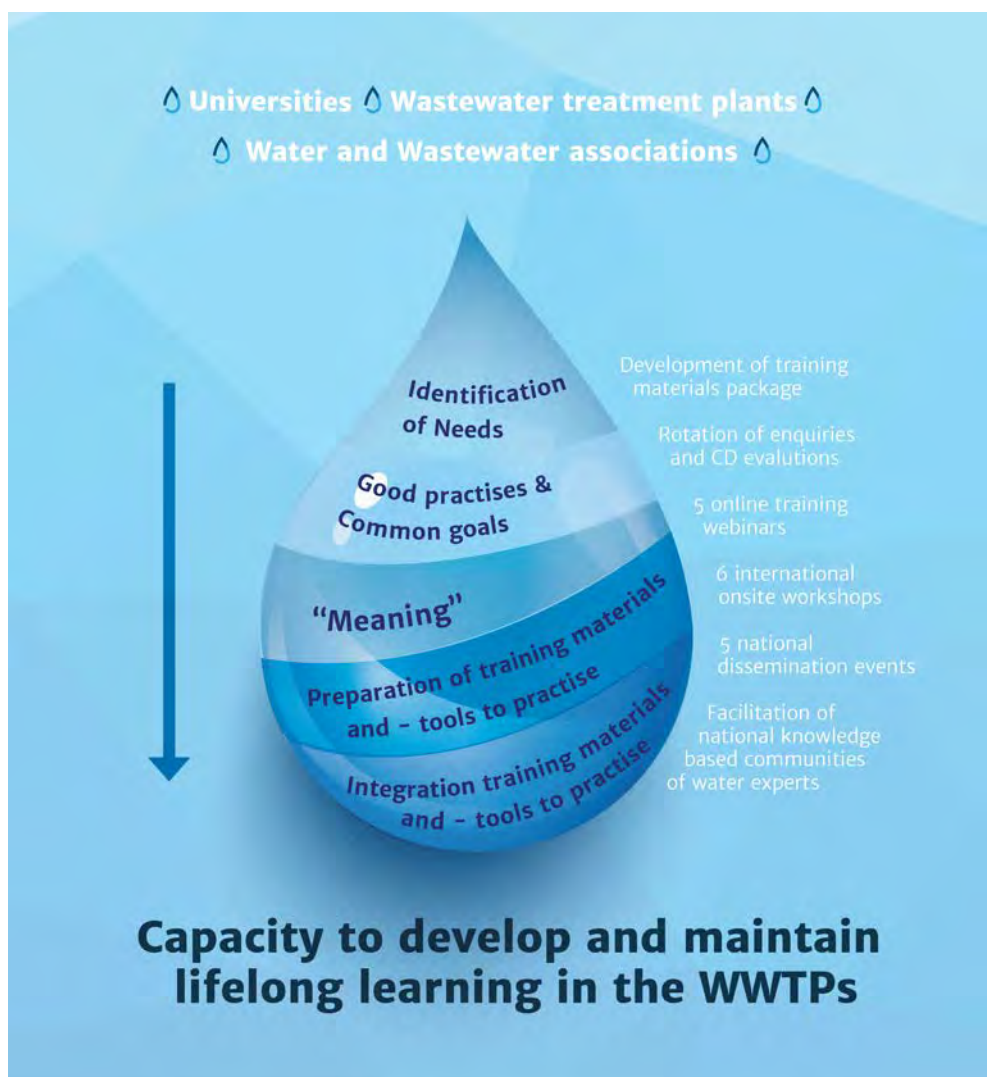 Universities Wastewater treatment plants
Water and Wastewater associations
Identification
of Needs
Good practises &
Common goals
“Meaning”
Preparation of training materials
and - tools to practise
Integration training materials
and - tools to practise
Development of training
materials package
Rotation of enquiries
and CD evalutions
5 online training
webinars
6 international
onsite workshops
5 national
dissemination events
Facilitation of
national knowledge
based communities
of water experts
Capacity to develop and maintain
lifelong learning in the WWTPs